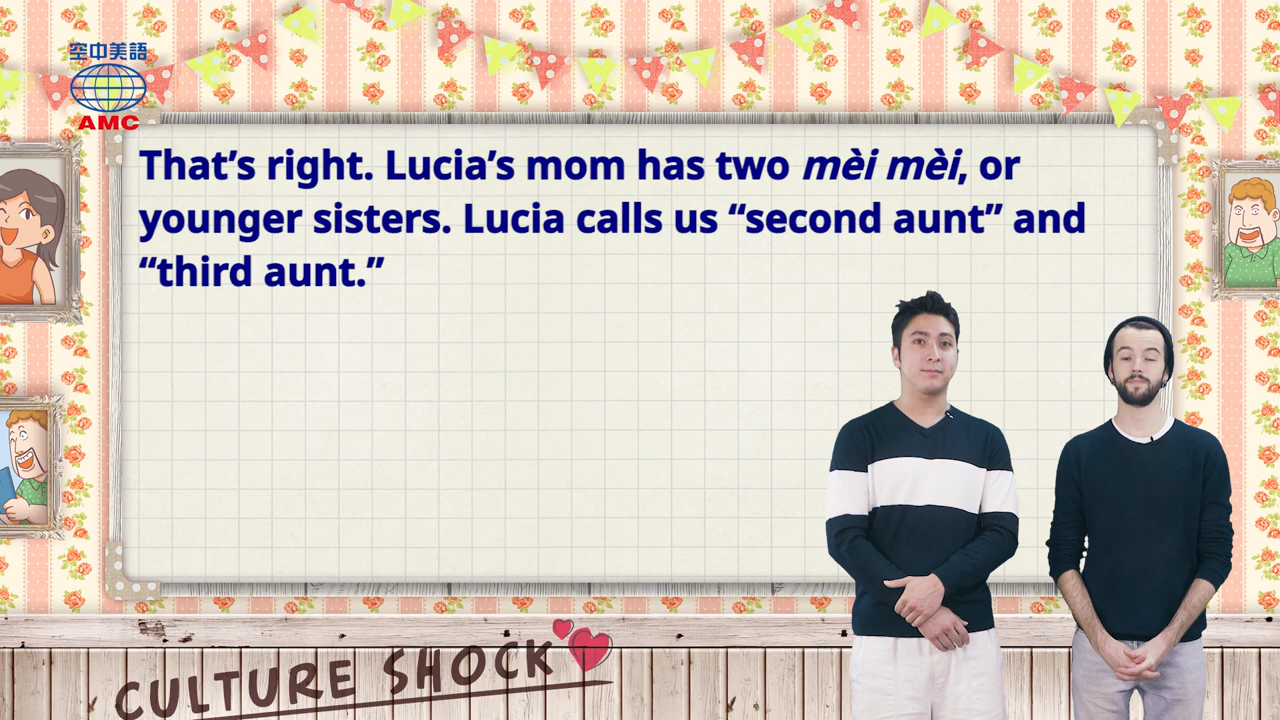 空中美語
AMC
That’s right. Lucia’s mom has two mèi mèi, or
younger sisters. Lucia calls us “second aunt” and
“third aunt.”
CULTURE SHOCK